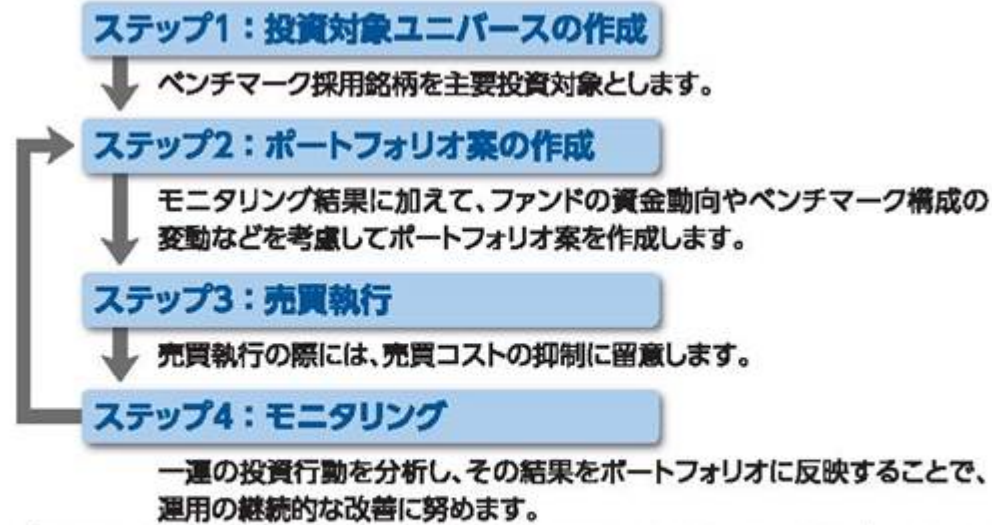 ステップ1：投資対象ユニバースの作成
ベンチマーク採用銘柄を主要投資対象とします。
ステップ2：ポートフォリオ案の作成
モニタリング結果に加えて、ファンドの資金動向やベンチマーク構成の
変動などを考慮してポートフォリオ案を作成します。
ステップ3：売買執行
売買執行の際には、売買コストの抑制に留意します。
ステップ4：モニタリング
一連の投資行動を分析し、その結果をポートフォリオに反映することで、
運用の継続的な改善に努めます。